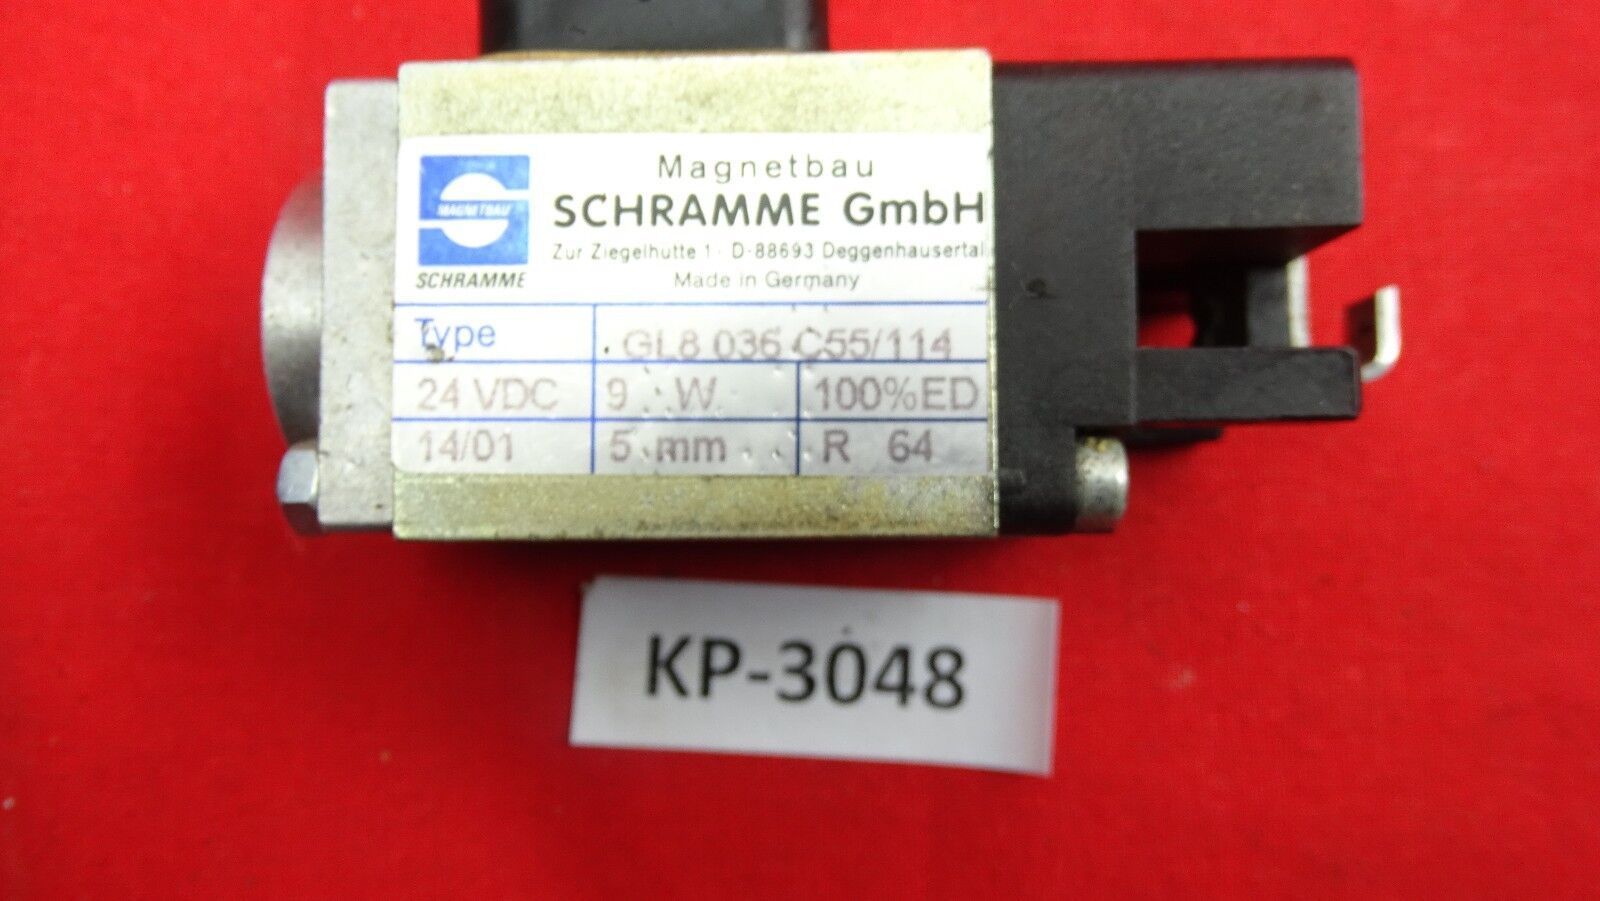 MAGNETBAU
SCHRAMME
Magnetbau
SCHRAMME GmbH
Zur Ziegelhutte 1 · D-88693 Deggenhausertal
Made in Germany
Type GL8 036 C55/114
24 VDC 9 W 100%ED
14/01 5 mm R 64
KP-3048